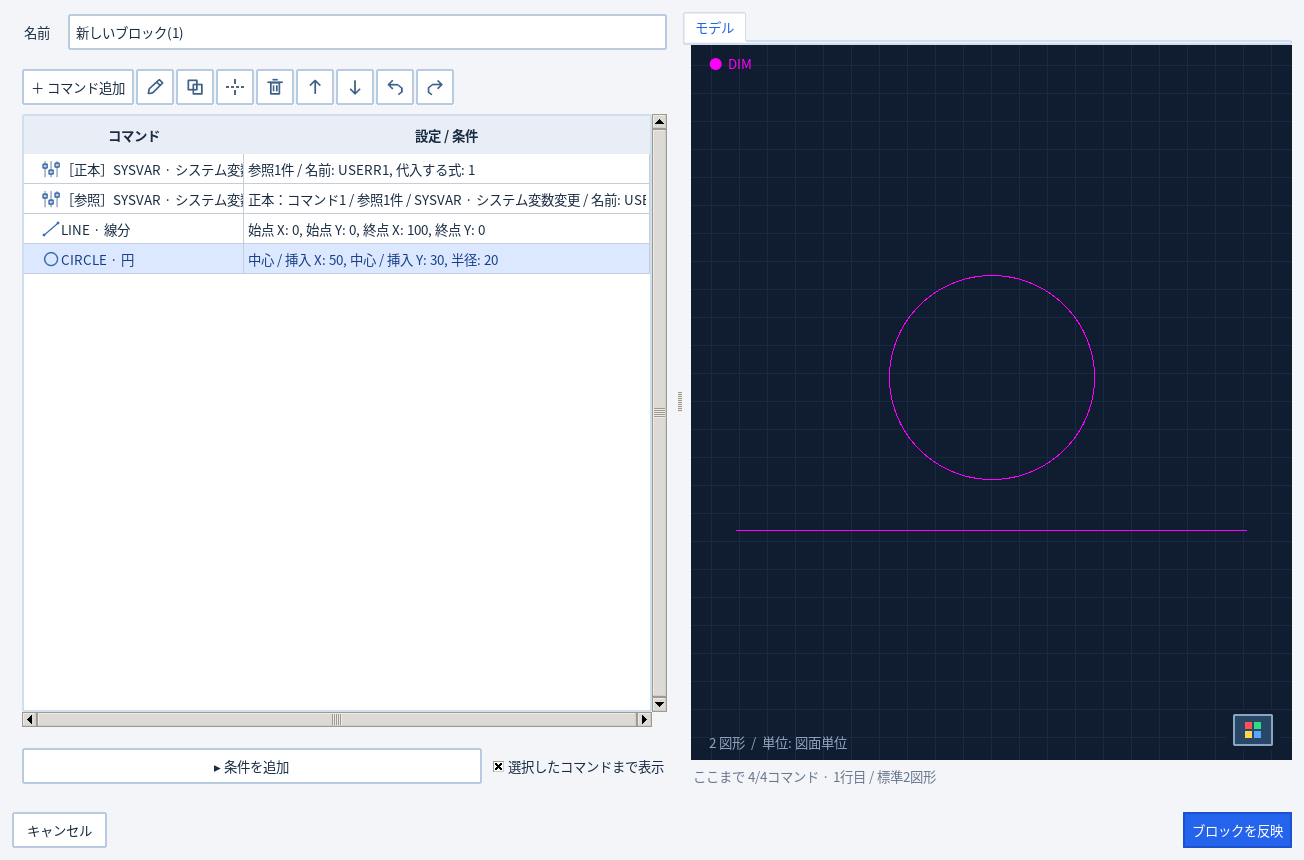 名前
新しいブロック(1)
モデル
＋コマンド追加
DIM
コマンド
設定 / 条件
［正本］SYSVAR · システム変
参照1件 / 名前: USERR1, 代入する式: 1
［参照］SYSVAR · システム変
正本：コマンド1 / 参照1件 / SYSVAR · システム変数変更 / 名前: USE
LINE · 線分
始点 X: 0, 始点 Y: 0, 終点 X: 100, 終点 Y: 0
CIRCLE · 円
中心 / 挿入 X: 50, 中心 / 挿入 Y: 30, 半径: 20
2 図形 / 単位: 図面単位
▸ 条件を追加
選択したコマンドまで表示
ここまで 4/4コマンド · 1行目 / 標準2図形
キャンセル
ブロックを反映